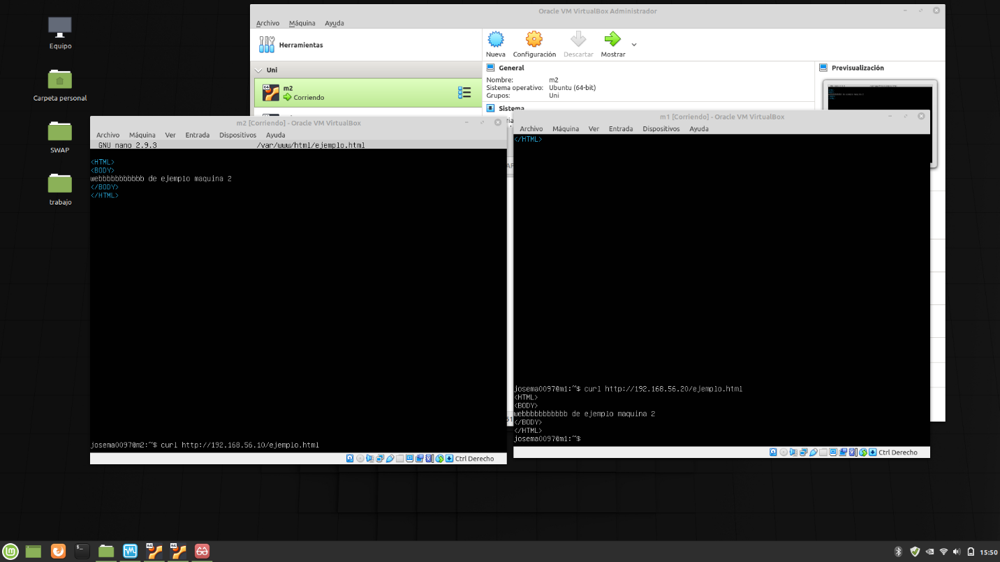 Equipo
Carpeta personal
SWAP
trabajo
Oracle VM VirtualBox Administrador
Archivo Máquina Ayuda
Herramientas
Nueva Configuración Descartar Mostrar
Uni
64
m2
Corriendo
General
Nombre: m2
Sistema operativo: Ubuntu (64-bit)
Grupos: Uni
Sistema
Previsualización
m2 [Corriendo] - Oracle VM VirtualBox
Archivo Máquina Ver Entrada Dispositivos Ayuda
GNU nano 2.9.3 /var/www/html/ejemplo.html
<HTML>
<BODY>
webbbbbbbbbbb de ejemplo maquina 2
</BODY>
</HTML>
josema0097@m2:~$ curl http://192.168.56.10/ejemplo.html
Ctrl Derecho
m1 [Corriendo] - Oracle VM VirtualBox
Archivo Máquina Ver Entrada Dispositivos Ayuda
</HTML>
josema0097@m1:~$ curl http://192.168.56.20/ejemplo.html
<HTML>
<BODY>
webbbbbbbbbbb de ejemplo maquina 2
</BODY>
</HTML>
josema0097@m1:~$
Ctrl Derecho
64 64
15:50